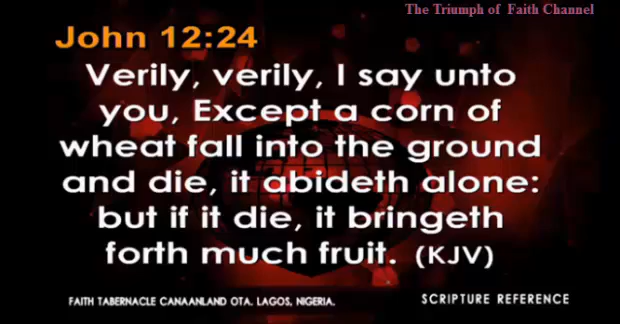 The Triumph of Faith Channel
John 12:24
Verily, verily, I say unto
you, Except a corn of
wheat fall into the ground
and die, it abideth alone:
but if it die, it bringeth
forth much fruit. (KJV)
FAITH TABERNACLE CANAANLAND OTA. LAGOS, NIGERIA.
SCRIPTURE REFERENCE